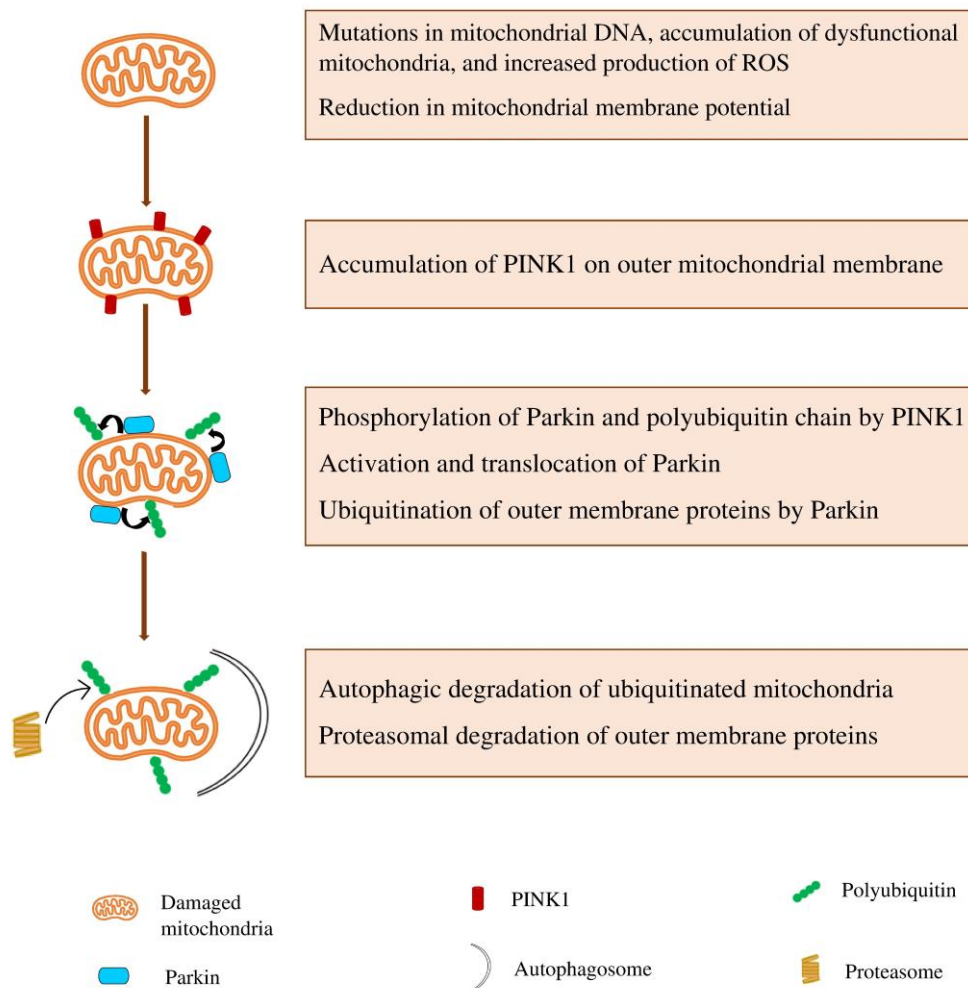 Mutations in mitochondrial DNA, accumulation of dysfunctional
mitochondria, and increased production of ROS
Reduction in mitochondrial membrane potential
Accumulation of PINK1 on outer mitochondrial membrane
Phosphorylation of Parkin and polyubiquitin chain by PINK1
Activation and translocation of Parkin
Ubiquitination of outer membrane proteins by Parkin
Autophagic degradation of ubiquitinated mitochondria
Proteasomal degradation of outer membrane proteins
Damaged
mitochondria
PINK1
Polyubiquitin
Parkin
Autophagosome
Proteasome